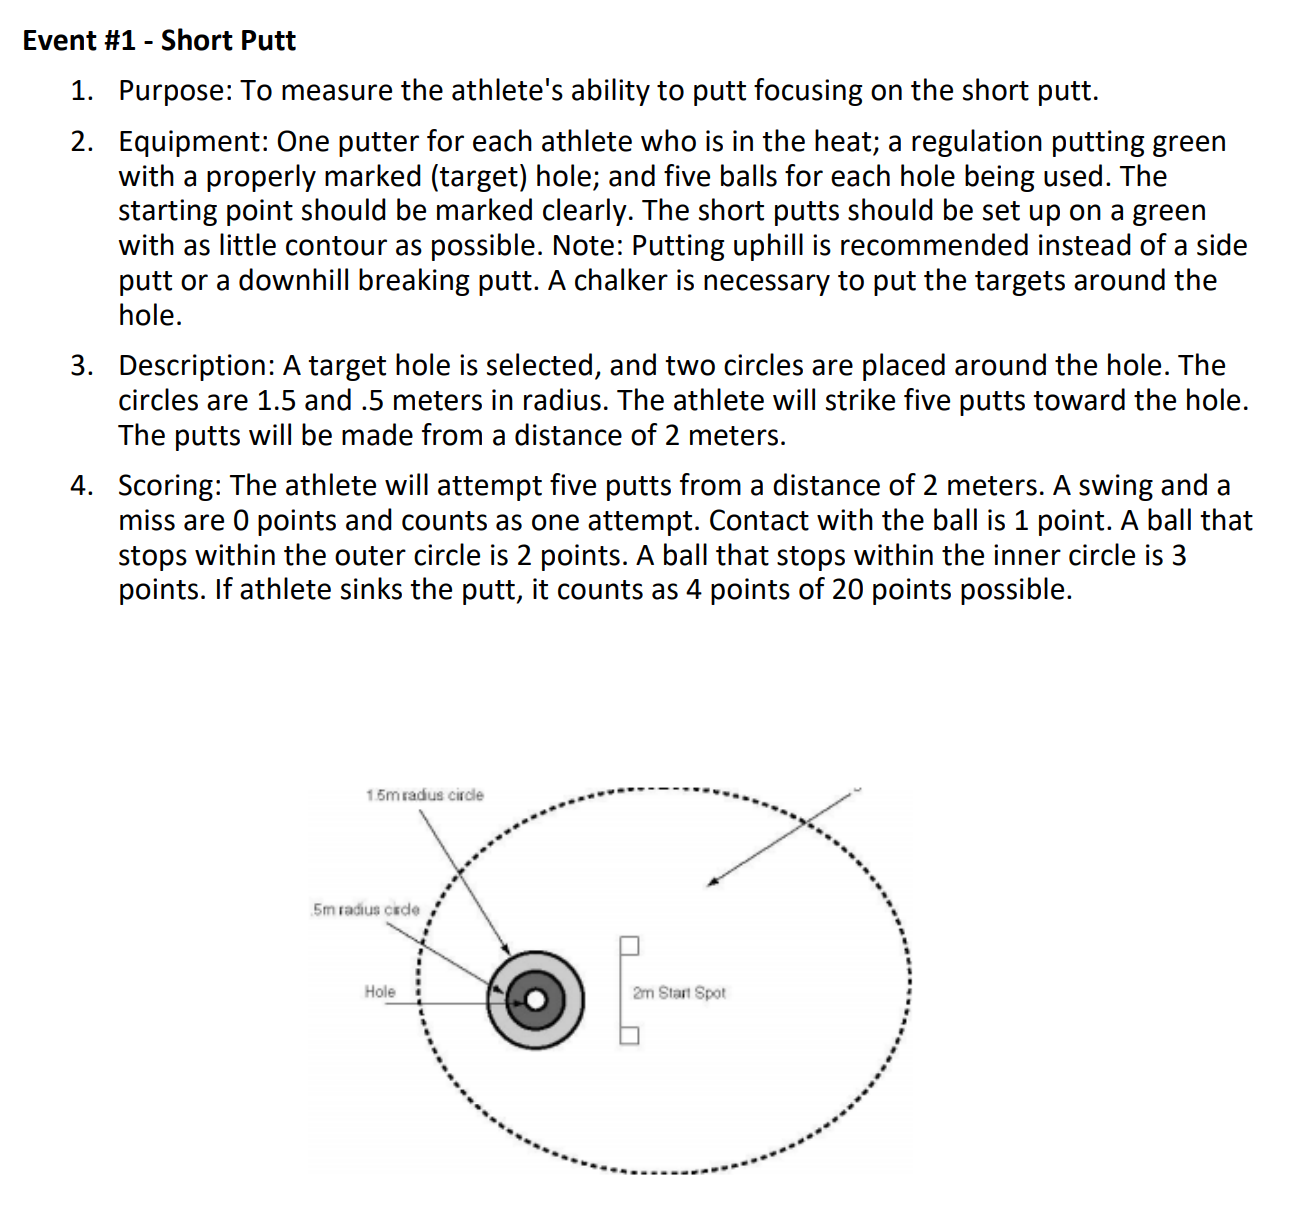 Event #1 - Short Putt
1. Purpose: To measure the athlete's ability to putt focusing on the short putt.
2. Equipment: One putter for each athlete who is in the heat; a regulation putting green
with a properly marked (target) hole; and five balls for each hole being used. The
starting point should be marked clearly. The short putts should be set up on a green
with as little contour as possible. Note: Putting uphill is recommended instead of a side
putt or a downhill breaking putt. A chalker is necessary to put the targets around the
hole.
3. Description: A target hole is selected, and two circles are placed around the hole. The
circles are 1.5 and .5 meters in radius. The athlete will strike five putts toward the hole.
The putts will be made from a distance of 2 meters.
4. Scoring: The athlete will attempt five putts from a distance of 2 meters. A swing and a
miss are 0 points and counts as one attempt. Contact with the ball is 1 point. A ball that
stops within the outer circle is 2 points. A ball that stops within the inner circle is 3
points. If athlete sinks the putt, it counts as 4 points of 20 points possible.
1.5m radius circle
.5m radius circle
Hole
2m Start Spot